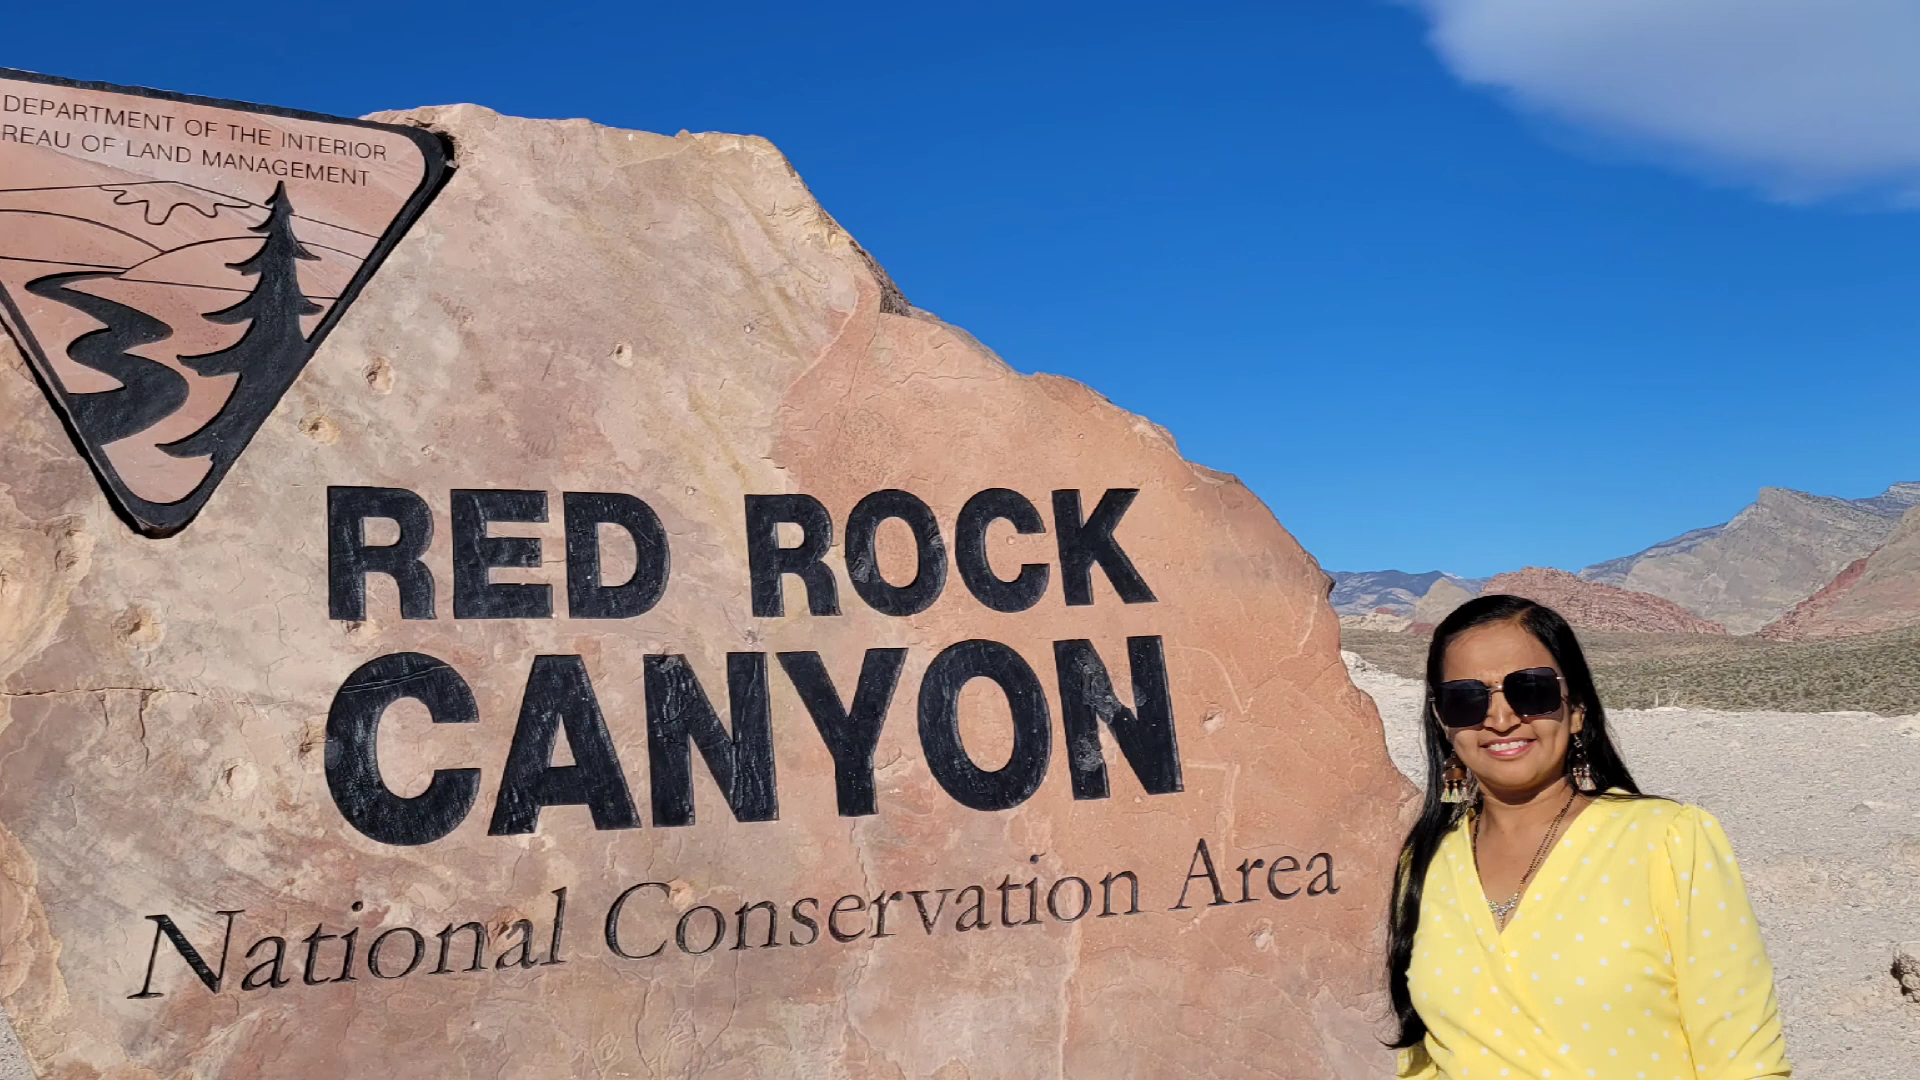 DEPARTMENT OF THE INTERIOR
REAU OF LAND MANAGEMENT
RED ROCK
CANYON
National Conservation Area